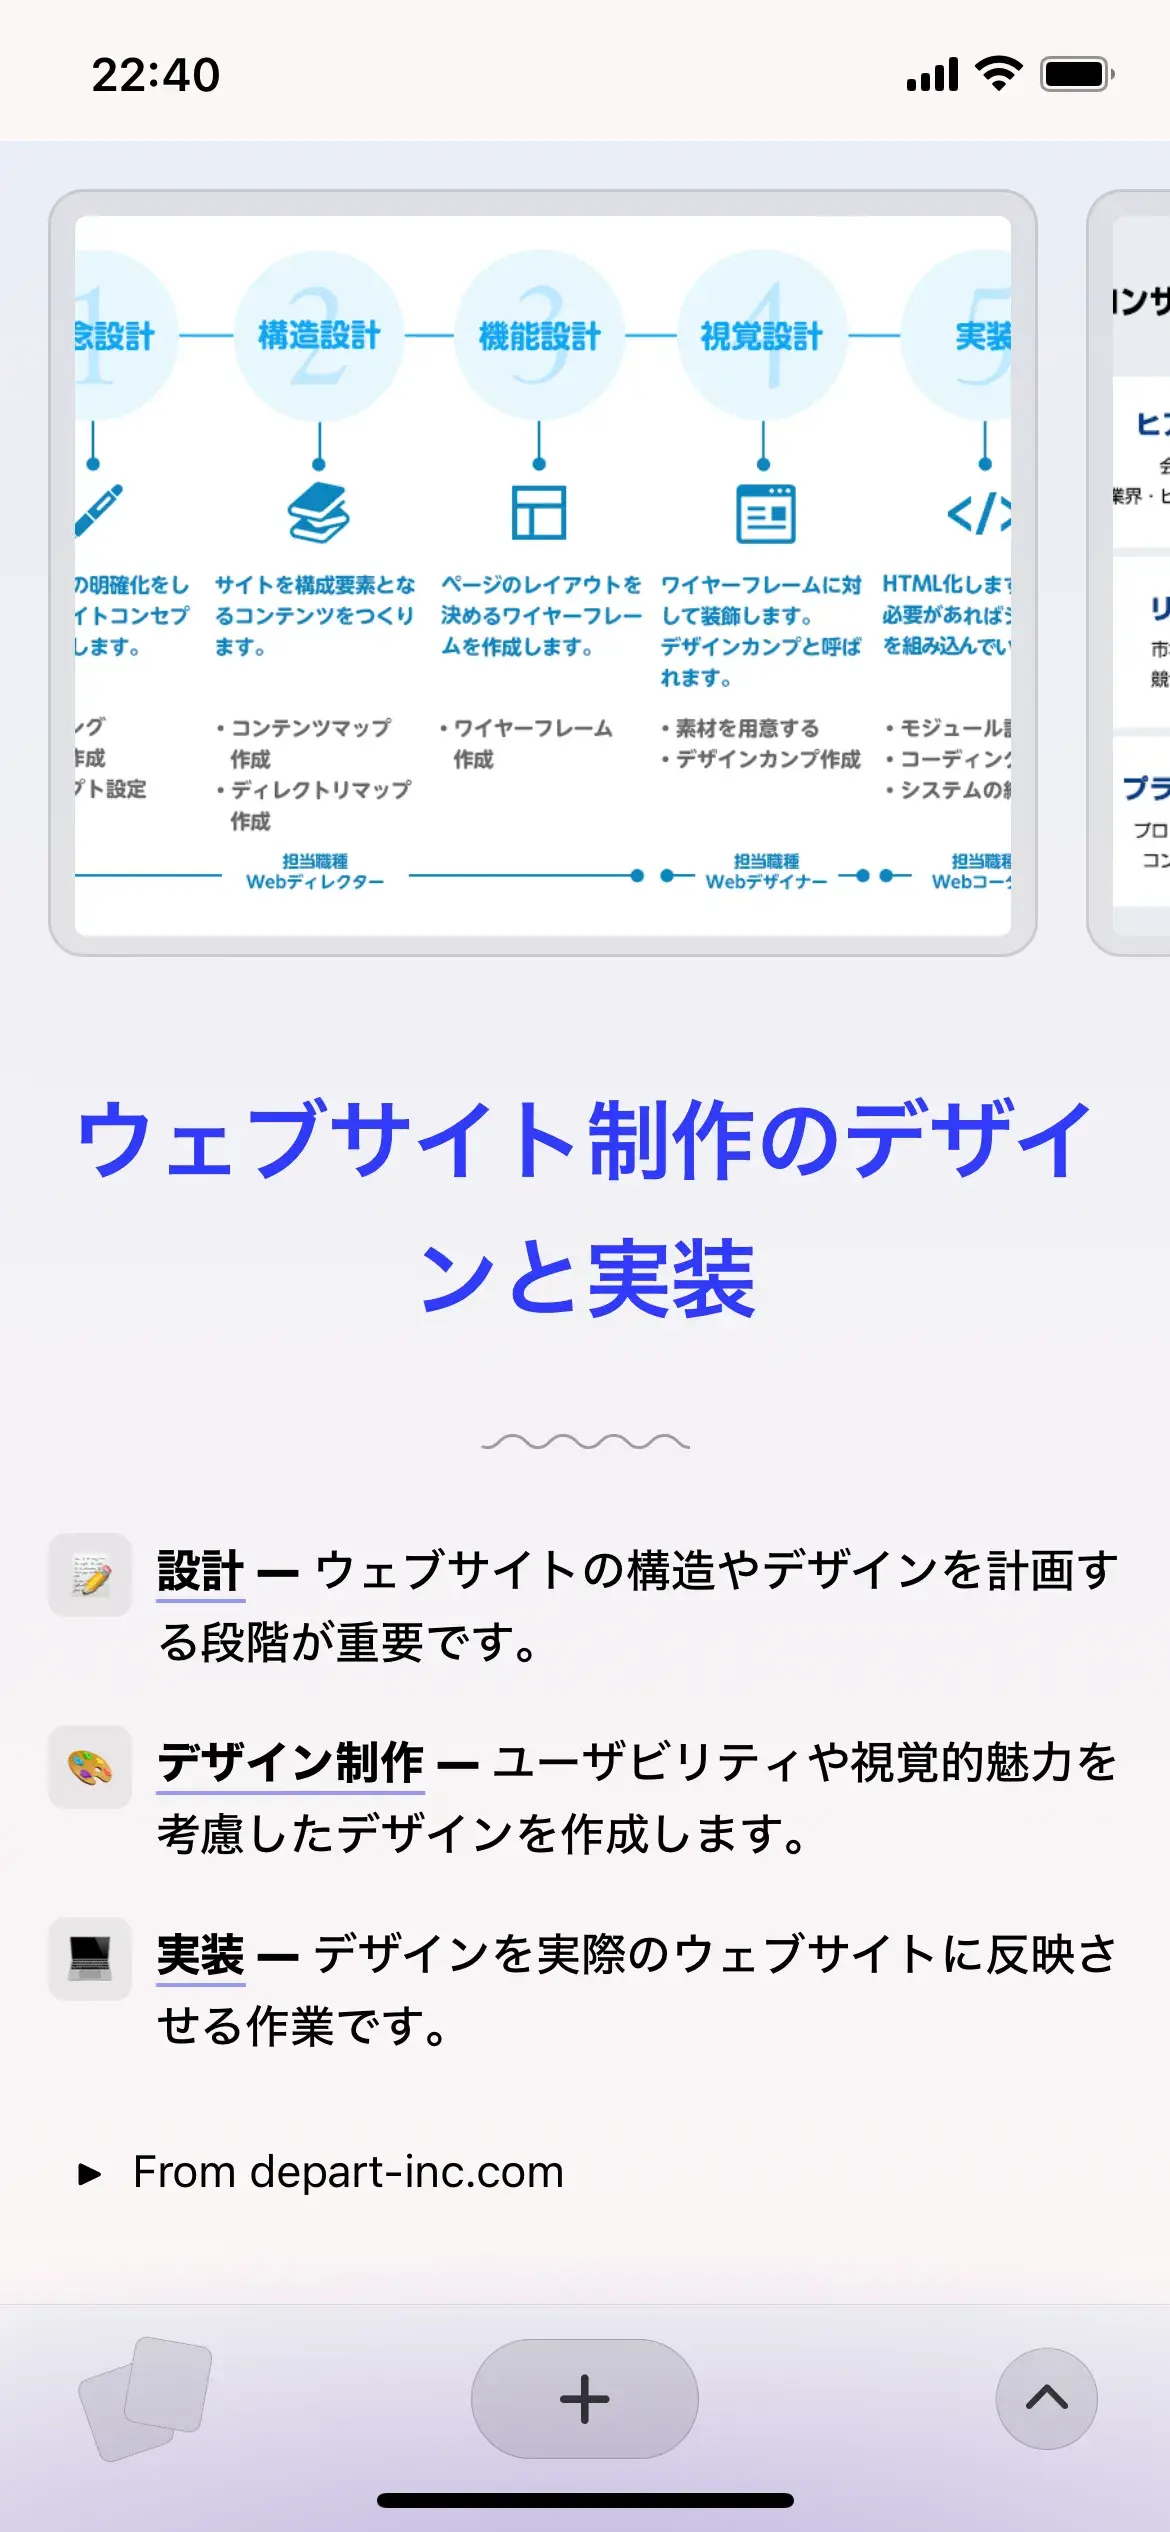 22:40
1
2
3
4
5
念設計
構造設計
機能設計
視覚設計
実装
の明確化をし
イトコンセプ
します。
サイトを構成要素とな
るコンテンツをつくり
ます。
ページのレイアウトを
決めるワイヤーフレー
ムを作成します。
ワイヤーフレームに対
して装飾します。
デザインカンプと呼ば
れます。
HTML化します
必要があれば
を組み込んでい
ング
作成
プト設定
・コンテンツマップ
作成
・ディレクトリマップ
作成
・ワイヤーフレーム
作成
・素材を用意する
・デザインカンプ作成
・モジュール
・コーディング
・システムの
担当職種
Webディレクター
担当職種
Webデザイナー
担当職種
Webコー
ンサ
ヒア
業界・ビ
リ
市
競
プラ
プロ
コン
ウェブサイト制作のデザイ
ンと実装
設計 — ウェブサイトの構造やデザインを計画す
る段階が重要です。
デザイン制作 — ユーザビリティや視覚的魅力を
考慮したデザインを作成します。
実装 — デザインを実際のウェブサイトに反映さ
せる作業です。
From depart-inc.com